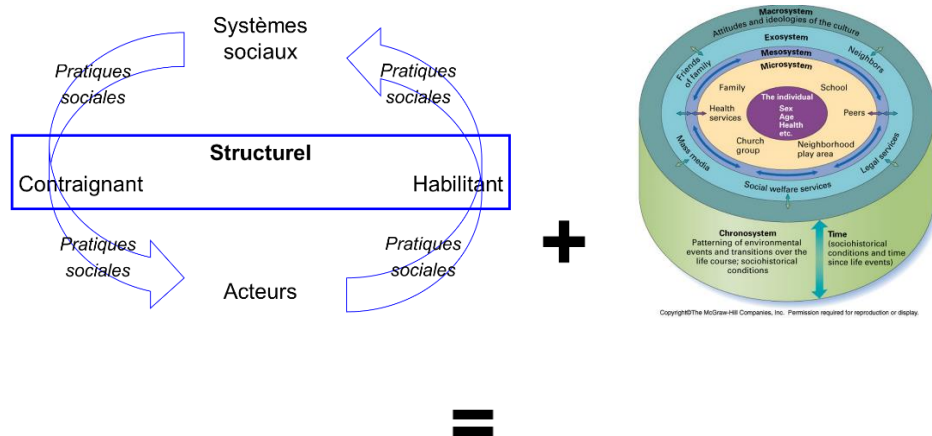 Systèmes
sociaux
Pratiques
sociales
Pratiques
sociales
Structurel
Contraignant
Habilitant
Pratiques
sociales
Pratiques
sociales
Acteurs
+
Macrosystem
Attitudes and ideologies of the culture
Exosystem
Mesosystem
Microsystem
Friends
of family
Neighbors
Family
School
The individual
Sex
Age
Health
etc.
Health
services
Peers
Church
group
Neighborhood
play area
Mass media
Legal services
Social welfare services
Chronosystem
Patterning of environmental
events and transitions over the
life course; sociohistorical
conditions
Time
(sociohistorical
conditions and time
since life events)
Copyright©The McGraw-Hill Companies, Inc. Permission required for reproduction or display.
=